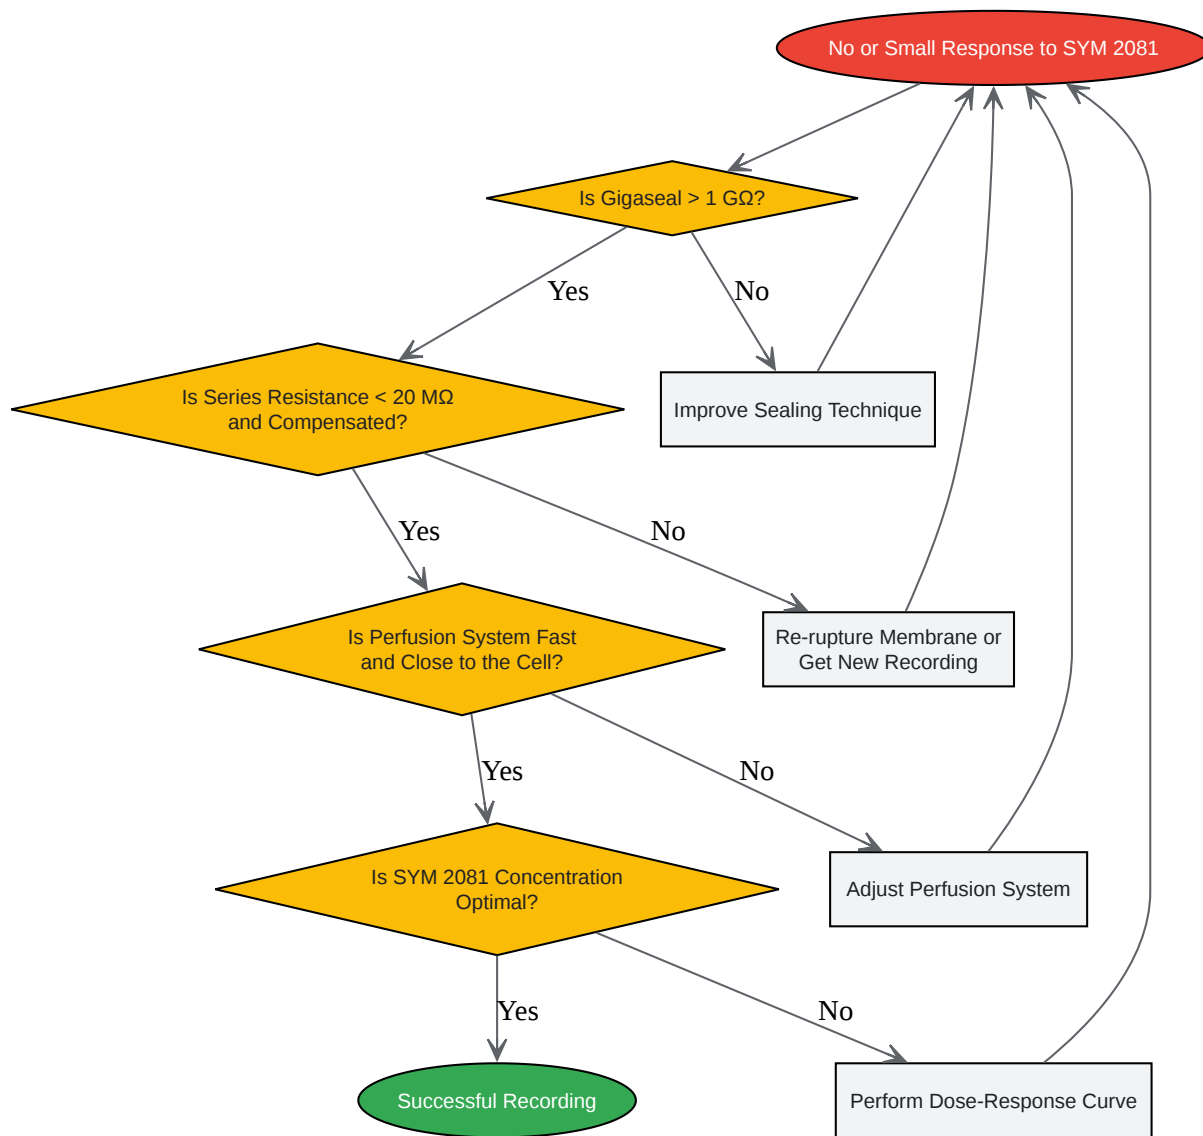 No or Small Response to SYM 2081
Is Gigaseal > 1 GΩ?
Yes
No
Is Series Resistance < 20 MΩ
and Compensated?
Improve Sealing Technique
Yes
No
Is Perfusion System Fast
and Close to the Cell?
Re-rupture Membrane or
Get New Recording
Yes
No
Is SYM 2081 Concentration
Optimal?
Adjust Perfusion System
Yes
No
Successful Recording
Perform Dose-Response Curve